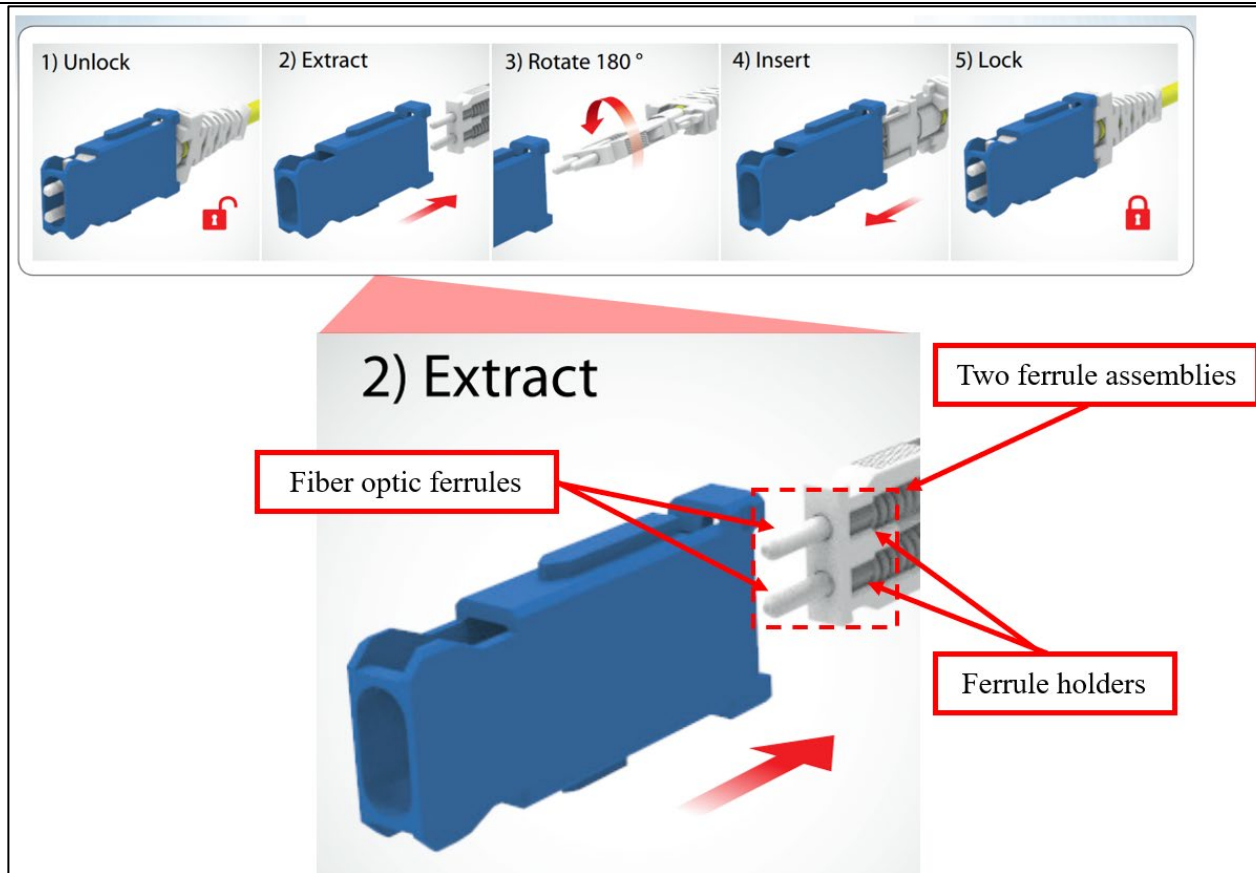 1) Unlock
2) Extract
3) Rotate 180 °
4) Insert
5) Lock
2) Extract
Two ferrule assemblies
Fiber optic ferrules
Ferrule holders